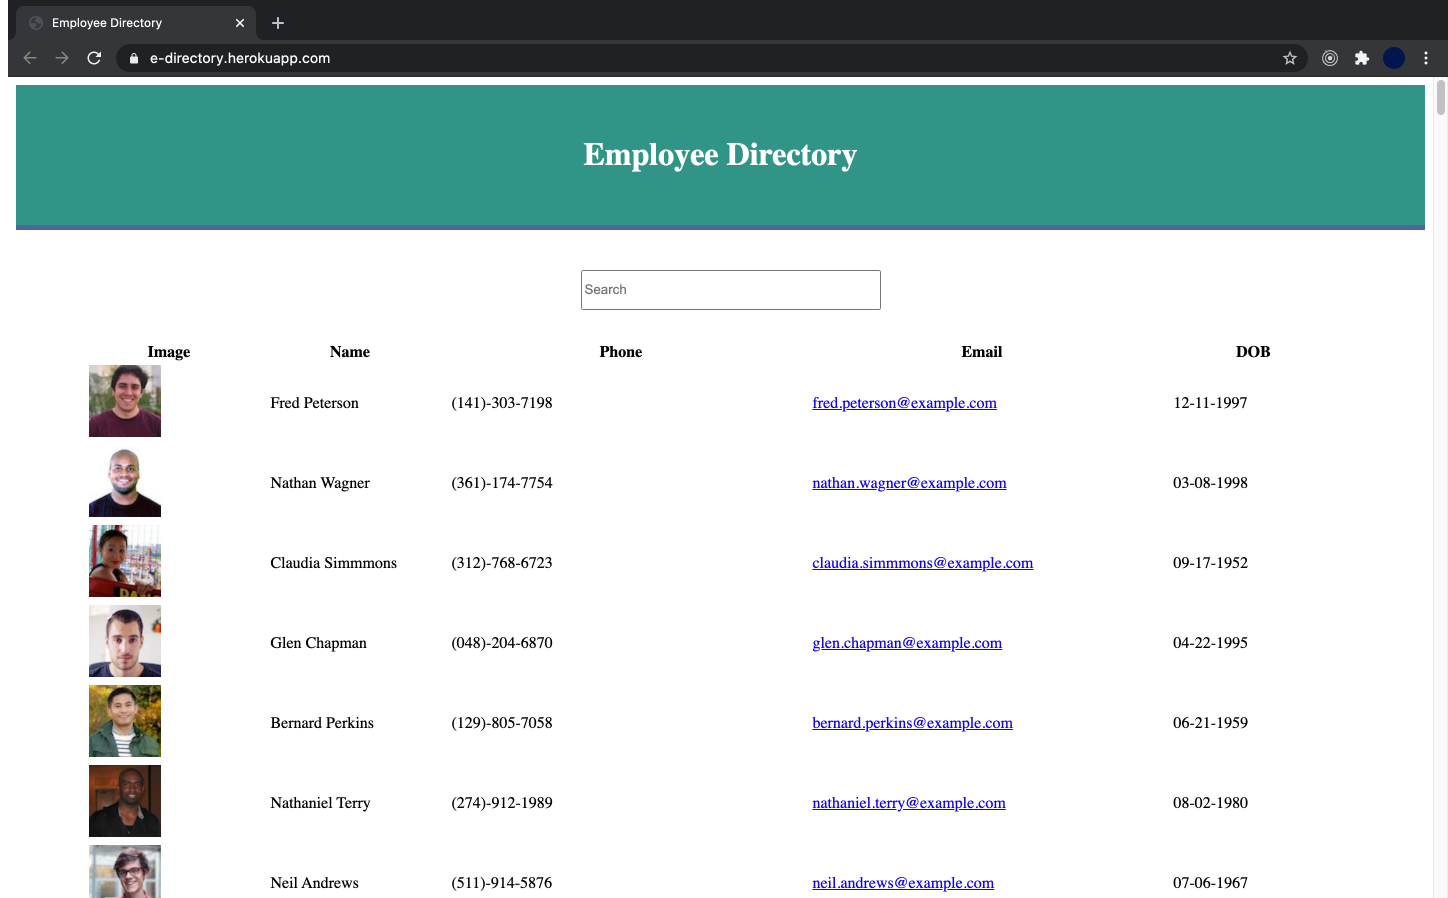 Employee Directory
e-directory.herokuapp.com
Employee Directory
Search
Image Name Phone Email DOB
Fred Peterson (141)-303-7198 fred.peterson@example.com 12-11-1997
Nathan Wagner (361)-174-7754 nathan.wagner@example.com 03-08-1998
Claudia Simmmons (312)-768-6723 claudia.simmmons@example.com 09-17-1952
Glen Chapman (048)-204-6870 glen.chapman@example.com 04-22-1995
Bernard Perkins (129)-805-7058 bernard.perkins@example.com 06-21-1959
Nathaniel Terry (274)-912-1989 nathaniel.terry@example.com 08-02-1980
Neil Andrews (511)-914-5876 neil.andrews@example.com 07-06-1967